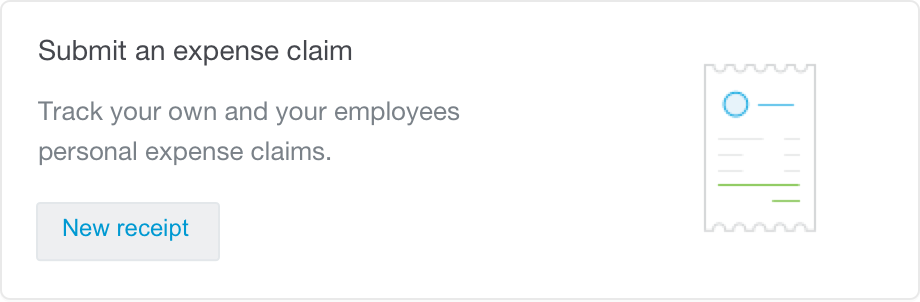 Submit an expense claim
Track your own and your employees
personal expense claims.
New receipt